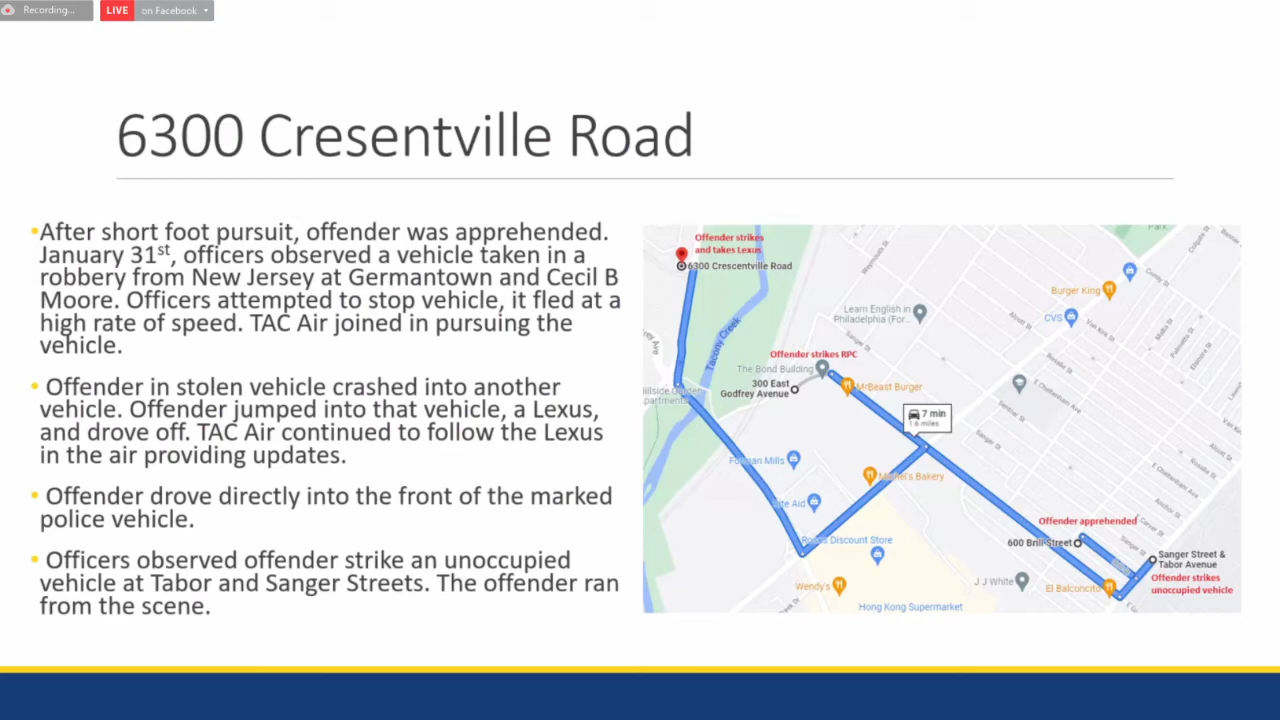 Recording...
LIVE on Facebook
6300 Cresentville Road
•After short foot pursuit, offender was apprehended.
January 31st, officers observed a vehicle taken in a
robbery from New Jersey at Germantown and Cecil B
Moore. Officers attempted to stop vehicle, it fled at a
high rate of speed. TAC Air joined in pursuing the
vehicle.
• Offender in stolen vehicle crashed into another
vehicle. Offender jumped into that vehicle, a Lexus,
and drove off. TAC Air continued to follow the Lexus
in the air providing updates.
• Offender drove directly into the front of the marked
police vehicle.
• Officers observed offender strike an unoccupied
vehicle at Tabor and Sanger Streets. The offender ran
from the scene.
Offender strikes
and takes Lexus
6300 Crescentville Road
Park
Burger King
CVS
Learn English in
Philadelphia (For...
Tacony Creek
Sanger St
Offender strikes RPC
The Bond Building
300 East
Godfrey Avenue
MrBeast Burger
7 min
1.6 miles
E Cheltenham Ave
Sanger St
Rite Aid
Discount Store
Wendy's
Hong Kong Supermarket
J J White
El Balconcito
Offender apprehended
600 Brill Street
Sanger Street &
Tabor Avenue
Offender strikes
unoccupied vehicle